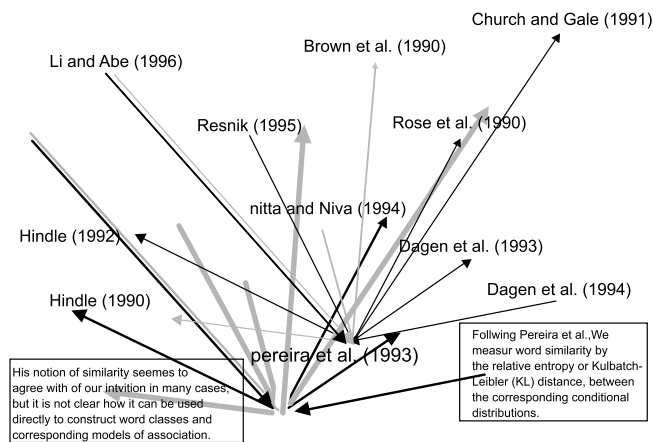 Church and Gale (1991)
Brown et al. (1990)
Li and Abe (1996)
Resnik (1995)
Rose et al. (1990)
nitta and Niva (1994)
Hindle (1992)
Dagen et al. (1993)
Dagen et al. (1994)
Hindle (1990)
pereira et al. (1993)
Follwing Pereira et al.,We
measur word similarity by
the relative entropy or Kulbatch-
Leibler (KL) distance, between
the corresponding conditional
distributions.
His notion of similarity seemes to
agree with of our intuition in many cases,
but it is not clear how it can be used
directly to construct word classes and
corresponding models of association.